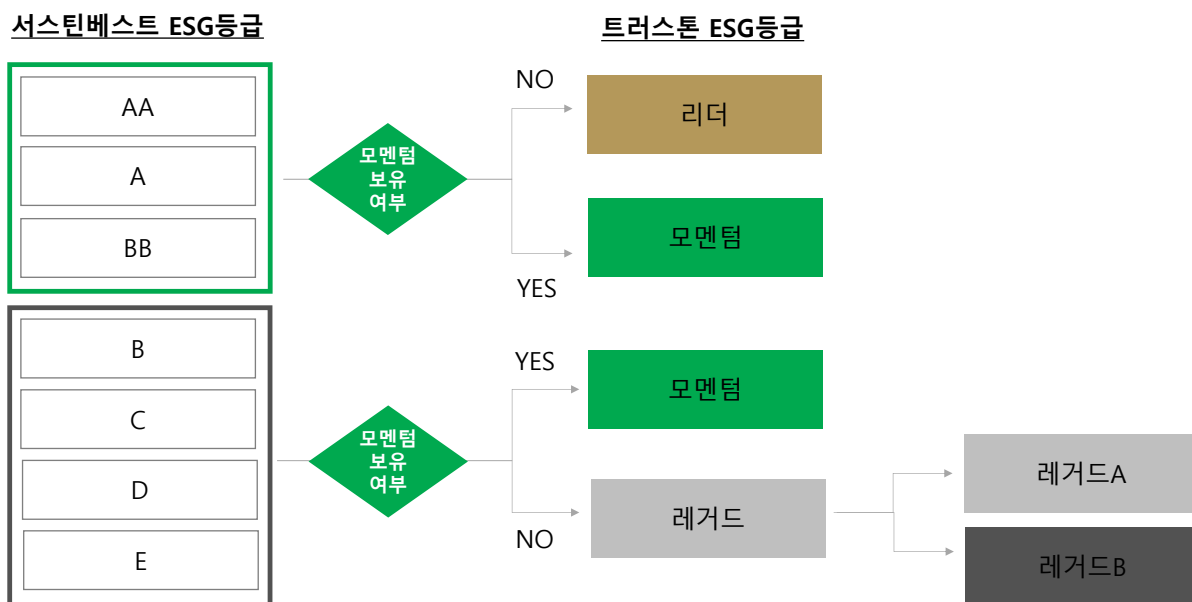 서스틴베스트 ESG등급
트러스톤 ESG등급
AA
A
BB
모멘텀
보유
여부
NO
리더
모멘텀
YES
B
C
D
E
모멘텀
보유
여부
YES
모멘텀
레거드
NO
레거드A
레거드B